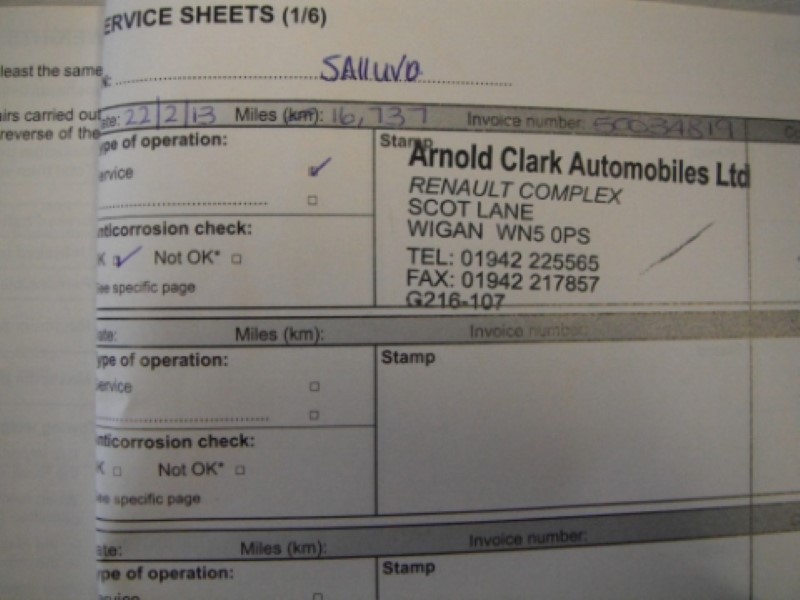 ERVICE SHEETS (1/6)
least the same
SA11UVD
irs carried out
ate: 22/2/13 Miles (km): 16,737 Invoice number: 50034819
reverse of the
ype of operation:
Stamp
ervice
Arnold Clark Automobiles Ltd
RENAULT COMPLEX
SCOT LANE
WIGAN WN5 0PS
TEL: 01942 225565
FAX: 01942 217857
G216-107
nticorrosion check:
K Not OK*
ee specific page
ate: Miles (km): Invoice number:
ype of operation:
Stamp
ervice
nticorrosion check:
K Not OK*
ee specific page
ate: Miles (km): Invoice number:
ype of operation:
Stamp
ervice